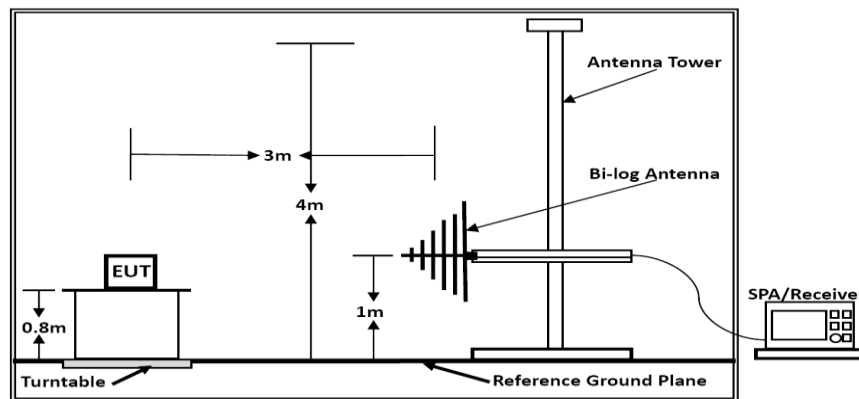 Antenna Tower
3m
Bi-log Antenna
4m
EUT
1m
0.8m
SPA/Receive
Turntable
Reference Ground Plane